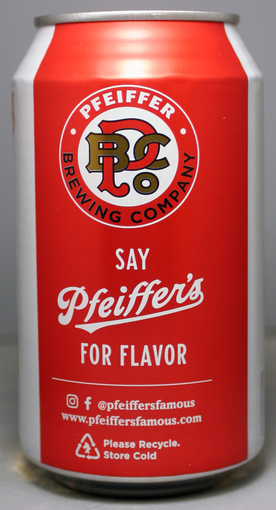 PFEIFFER
PBCo
BREWING COMPANY
SAY
Pfeiffer's
FOR FLAVOR
@pfeiffersfamous
www.pfeiffersfamous.com
Please Recycle.
Store Cold